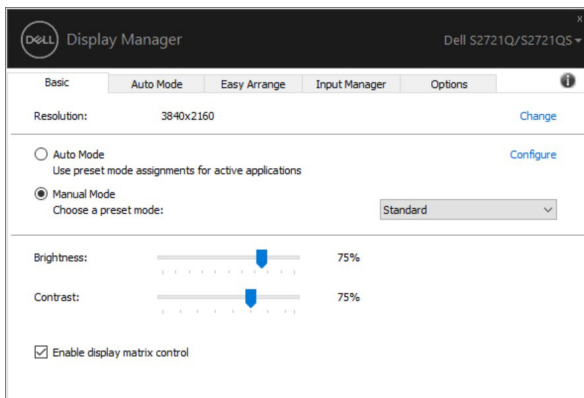 x
DELL Display Manager Dell S2721Q/S2721QS
Basic Auto Mode Easy Arrange Input Manager Options
Resolution: 3840x2160 Change
Auto Mode Configure
Use preset mode assignments for active applications
Manual Mode
Choose a preset mode: Standard
Brightness: 75%
Contrast: 75%
Enable display matrix control